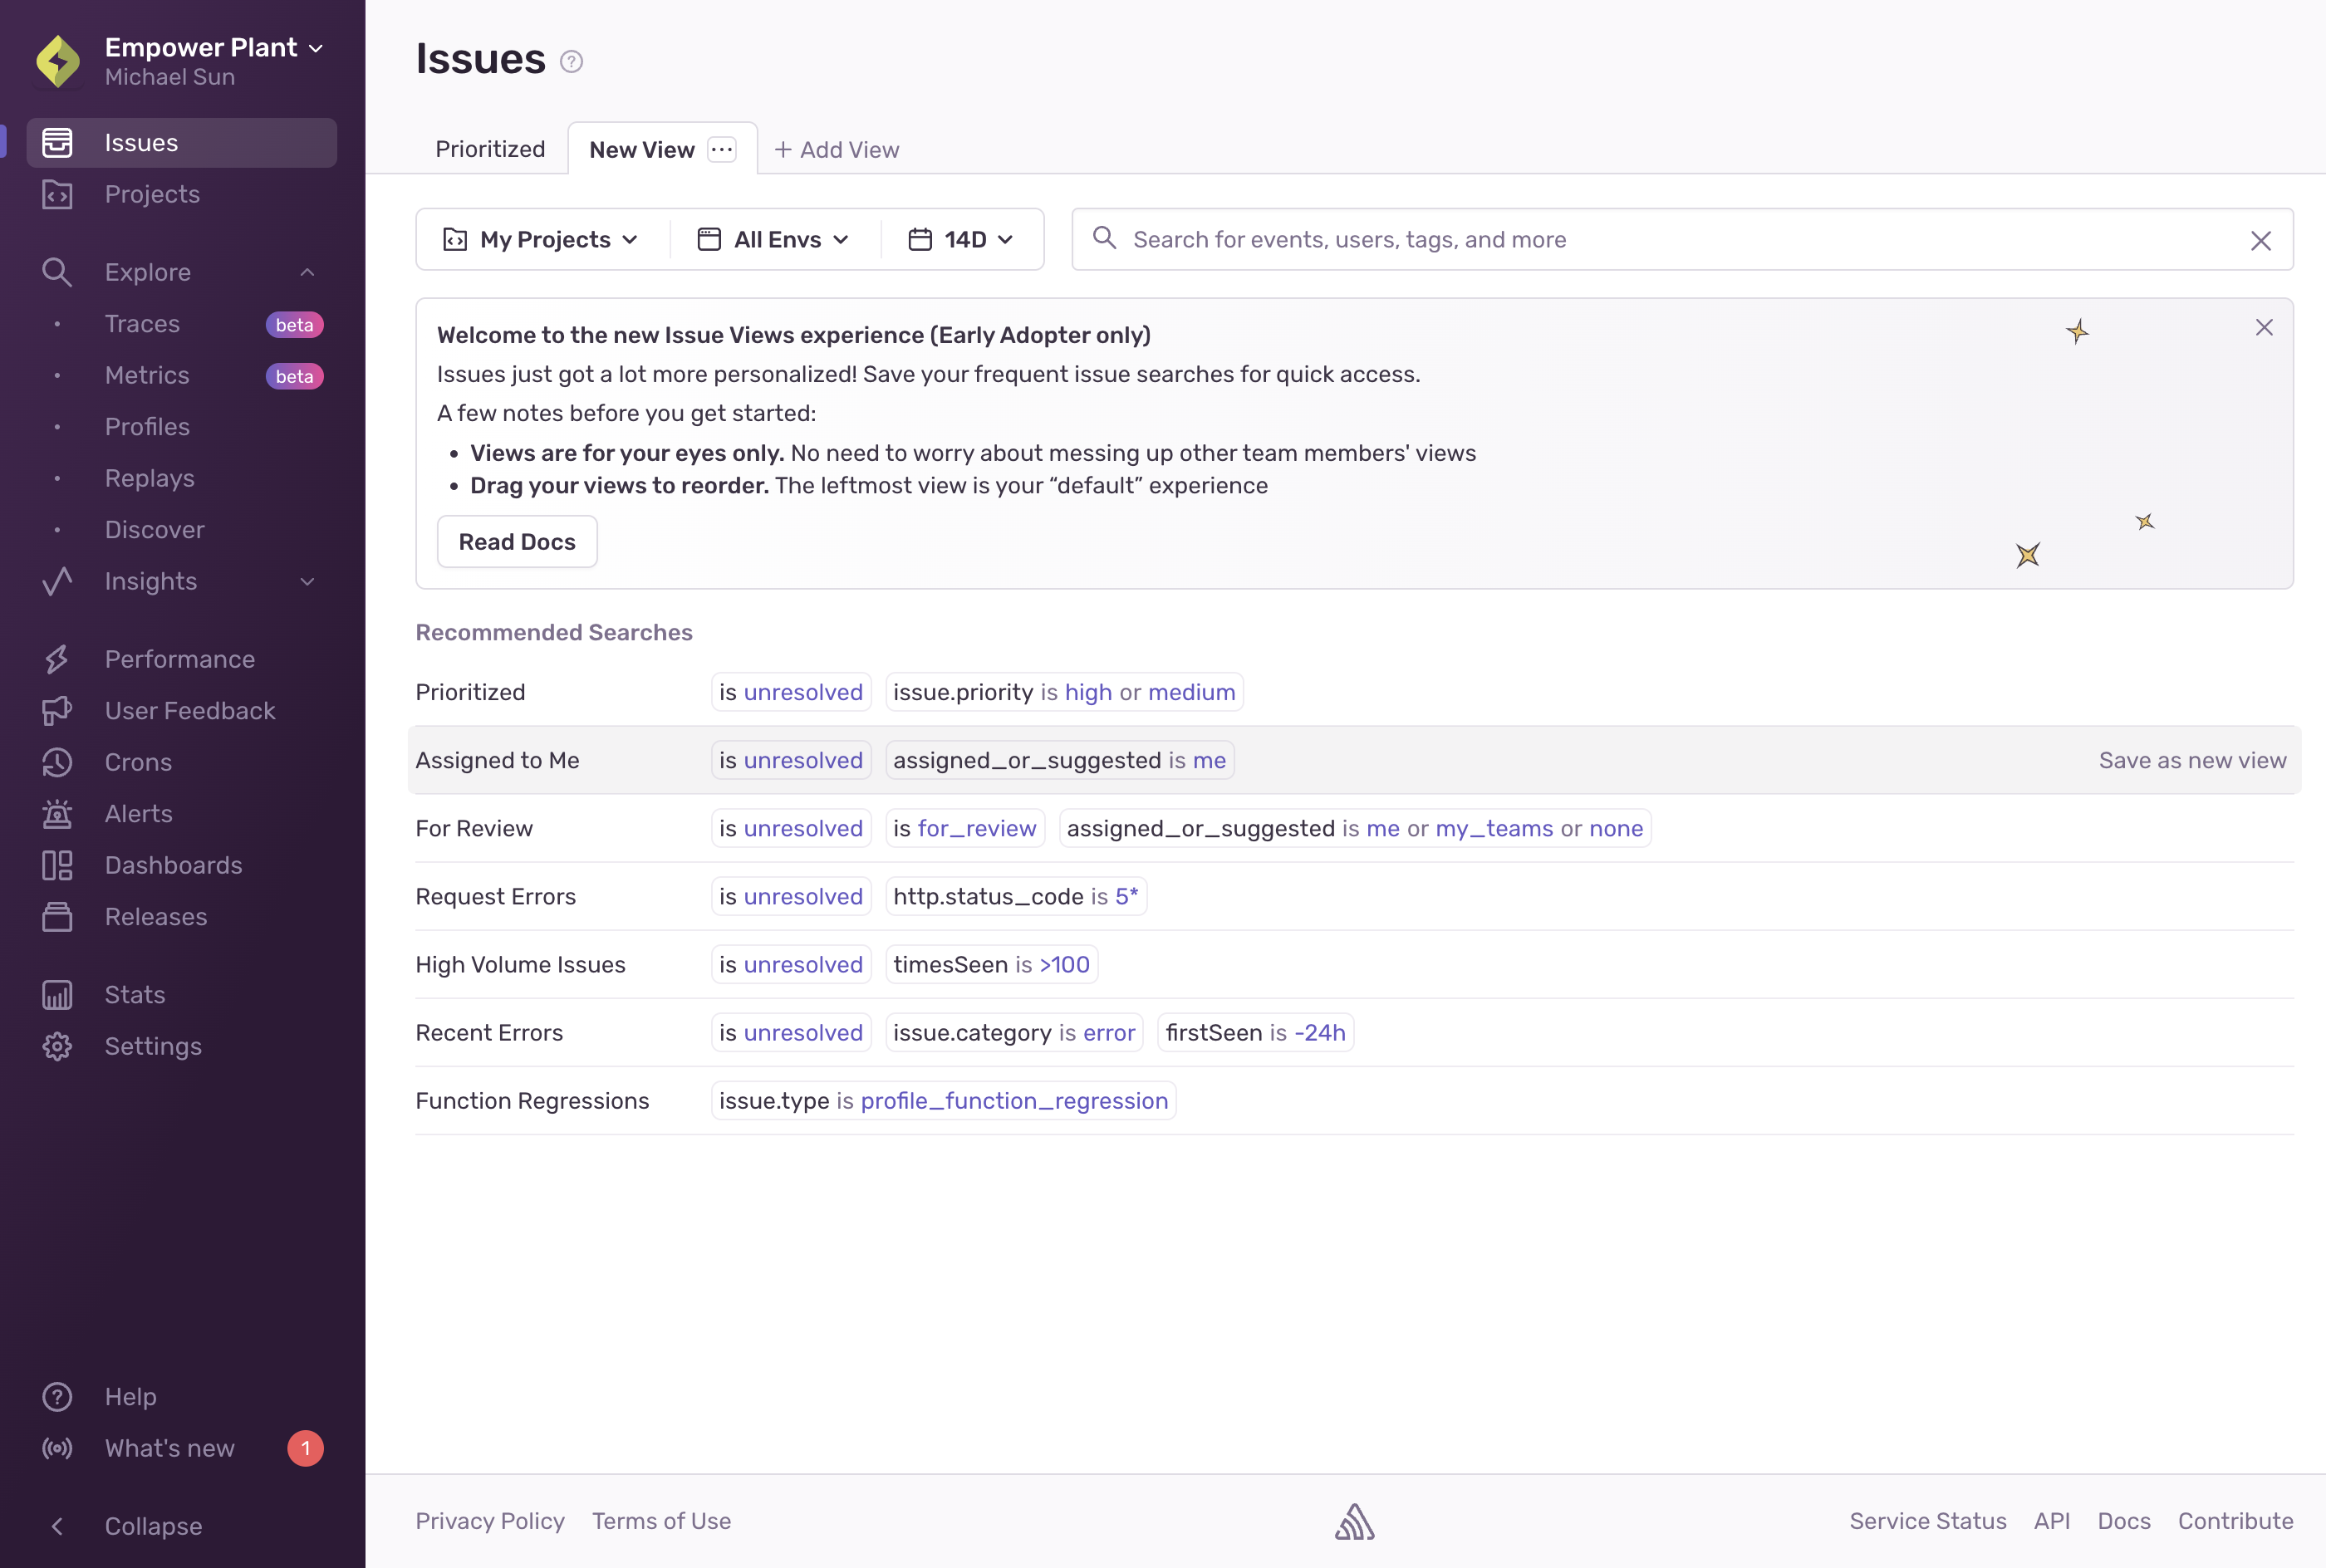 Empower Plant
Michael Sun
Issues
Projects
Explore
Traces beta
Metrics beta
Profiles
Replays
Discover
Insights
Performance
User Feedback
Crons
Alerts
Dashboards
Releases
Stats
Settings
Help
What's new 1
Collapse
Issues ?
Prioritized New View ··· + Add View
My Projects All Envs 14D Search for events, users, tags, and more
Welcome to the new Issue Views experience (Early Adopter only)
Issues just got a lot more personalized! Save your frequent issue searches for quick access.
A few notes before you get started:
• Views are for your eyes only. No need to worry about messing up other team members' views
• Drag your views to reorder. The leftmost view is your “default” experience
Read Docs
Recommended Searches
Prioritized is unresolved issue.priority is high or medium
Assigned to Me is unresolved assigned_or_suggested is me Save as new view
For Review is unresolved is for_review assigned_or_suggested is me or my_teams or none
Request Errors is unresolved http.status_code is 5*
High Volume Issues is unresolved timesSeen is >100
Recent Errors is unresolved issue.category is error firstSeen is -24h
Function Regressions issue.type is profile_function_regression
Privacy Policy Terms of Use Service Status API Docs Contribute